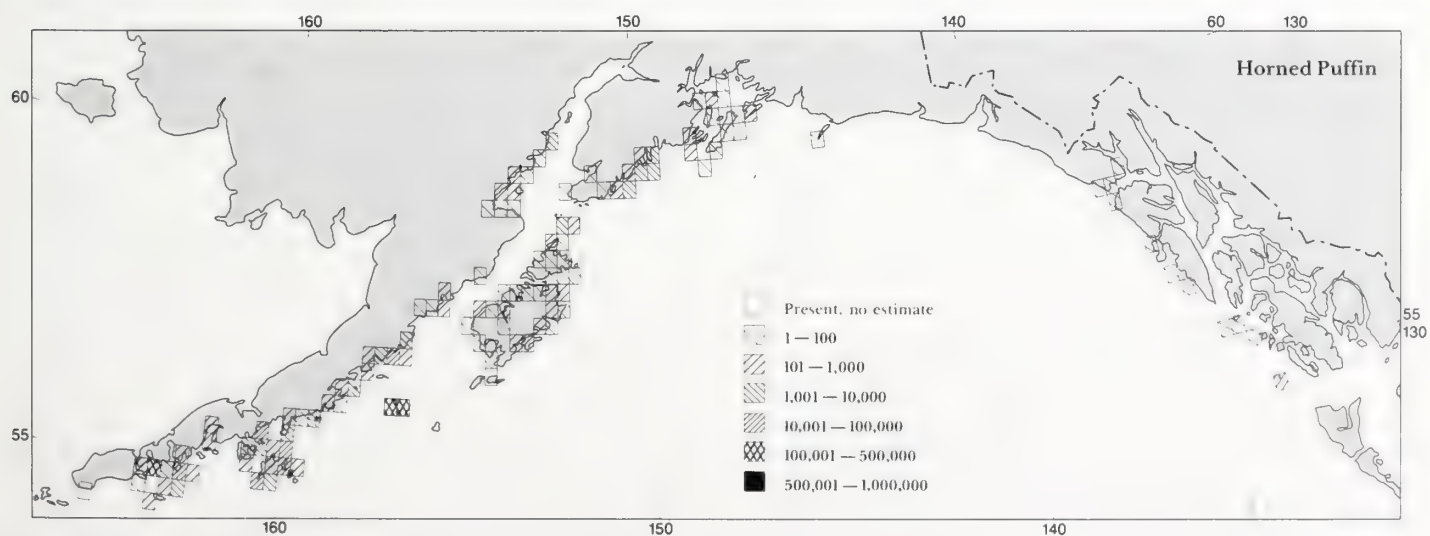 160 150 140 60 130
Horned Puffin
60
Present, no estimate
1 — 100
55
130
101 — 1,000
1,001 — 10,000
10,001 — 100,000
55
100,001 — 500,000
500,001 — 1,000,000
160 150 140